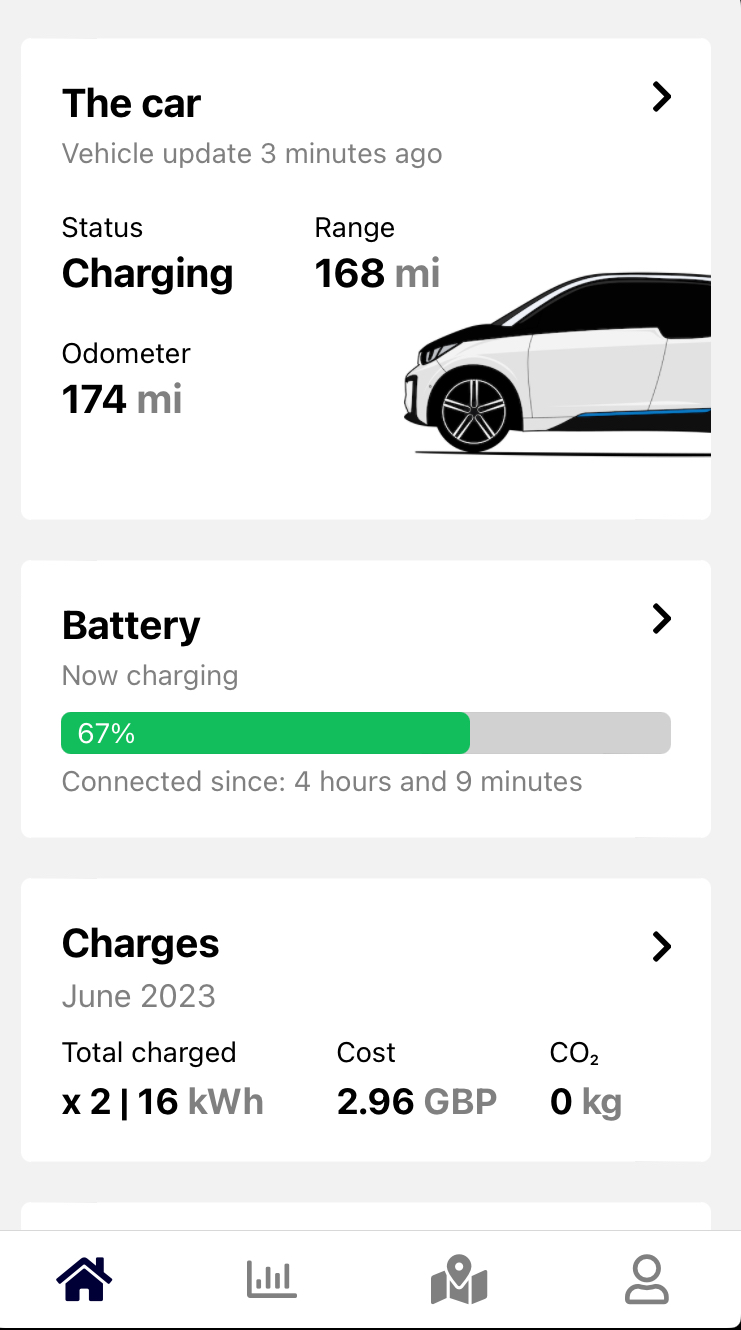 The car
Vehicle update 3 minutes ago
Status
Range
Charging
168 mi
Odometer
174 mi
Battery
Now charging
67%
Connected since: 4 hours and 9 minutes
Charges
June 2023
Total charged
Cost
CO₂
x 2 | 16 kWh
2.96 GBP
0 kg